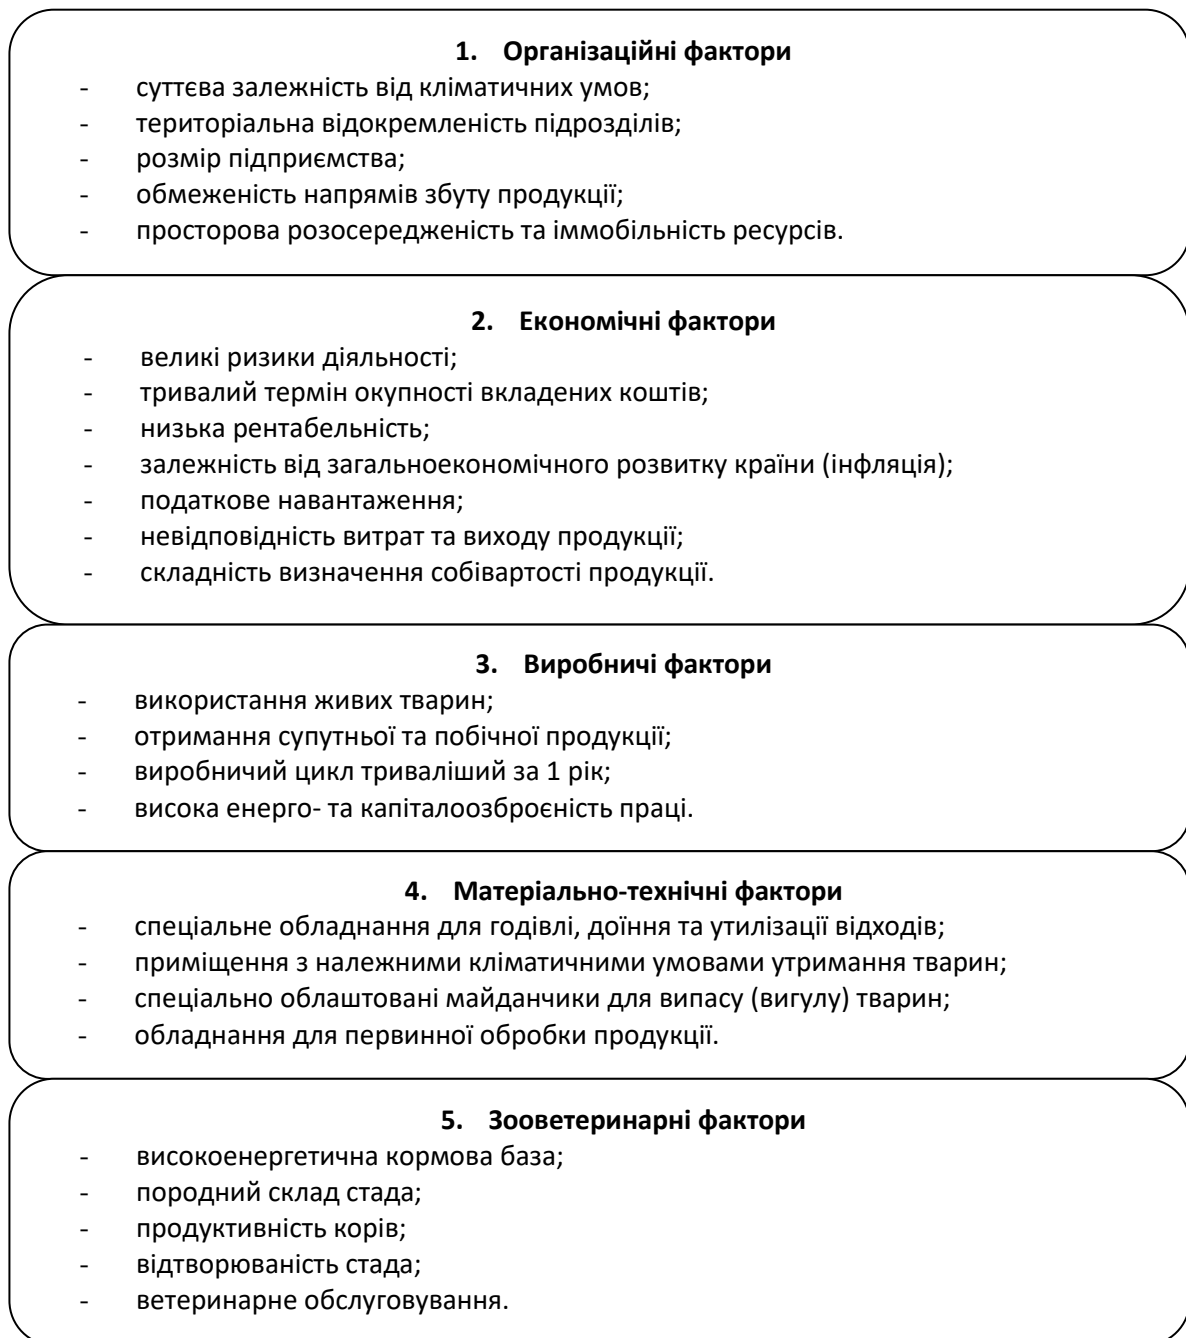 1. Організаційні фактори
- суттєва залежність від кліматичних умов;
- територіальна відокремленість підрозділів;
- розмір підприємства;
- обмеженість напрямів збуту продукції;
- просторова розосередженість та іммобільність ресурсів.
2. Економічні фактори
- великі ризики діяльності;
- тривалий термін окупності вкладених коштів;
- низька рентабельність;
- залежність від загальноекономічного розвитку країни (інфляція);
- податкове навантаження;
- невідповідність витрат та виходу продукції;
- складність визначення собівартості продукції.
3. Виробничі фактори
- використання живих тварин;
- отримання супутньої та побічної продукції;
- виробничий цикл триваліший за 1 рік;
- висока енерго- та капіталоозброєність праці.
4. Матеріально-технічні фактори
- спеціальне обладнання для годівлі, доїння та утилізації відходів;
- приміщення з належними кліматичними умовами утримання тварин;
- спеціально облаштовані майданчики для випасу (вигулу) тварин;
- обладнання для первинної обробки продукції.
5. Зооветеринарні фактори
- високоенергетична кормова база;
- породний склад стада;
- продуктивність корів;
- відтворюваність стада;
- ветеринарне обслуговування.